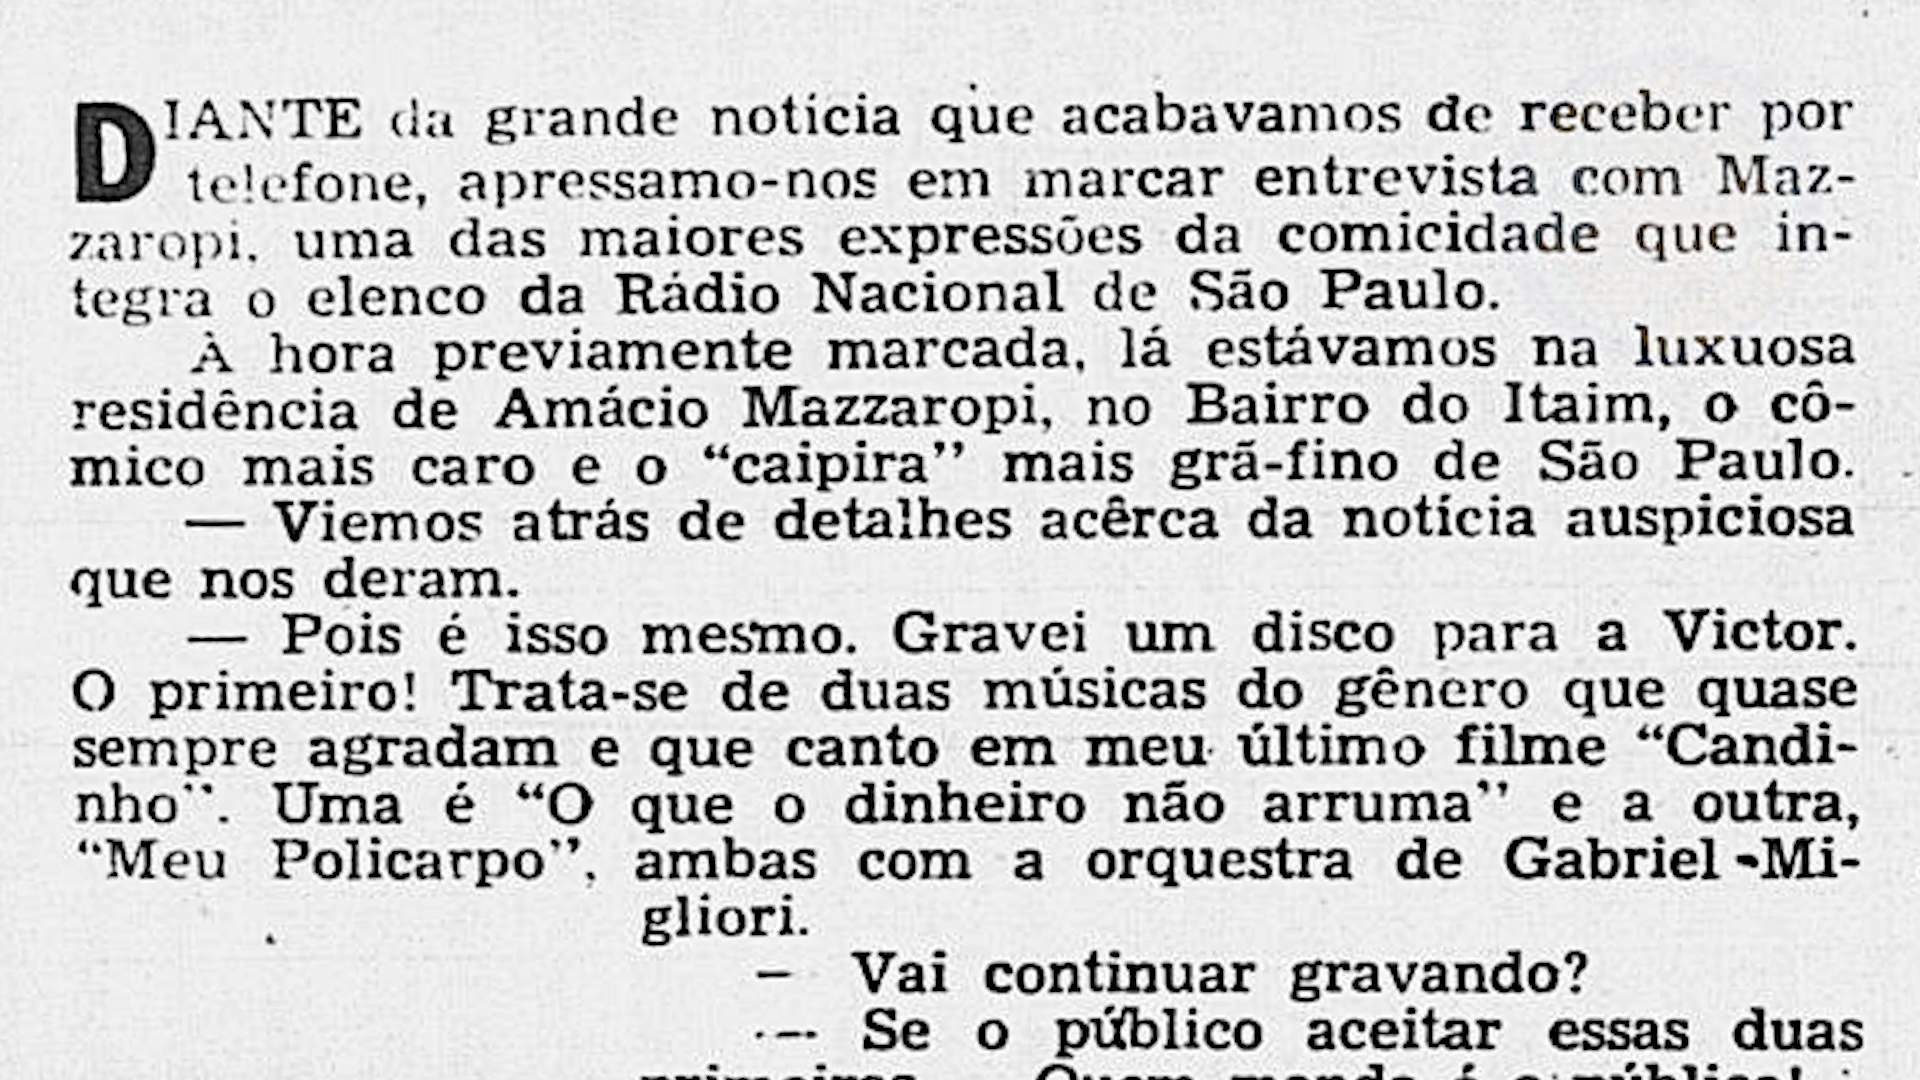 DIANTE da grande notícia que acabavamos de receber por
telefone, apressamo-nos em marcar entrevista com Maz-
zaropi, uma das maiores expressões da comicidade que in-
tegra o elenco da Rádio Nacional de São Paulo.
À hora previamente marcada, lá estávamos na luxuosa
residência de Amácio Mazzaropi, no Bairro do Itaim, o cô-
mico mais caro e o “caipira” mais grã-fino de São Paulo.
— Viemos atrás de detalhes acêrca da notícia auspiciosa
que nos deram.
— Pois é isso mesmo. Gravei um disco para a Victor.
O primeiro! Trata-se de duas músicas do gênero que quase
sempre agradam e que canto em meu último filme “Candi-
nho”. Uma é “O que o dinheiro não arruma” e a outra,
“Meu Policarpo”, ambas com a orquestra de Gabriel Mi-
gliori.
— Vai continuar gravando?
— Se o público aceitar essas duas